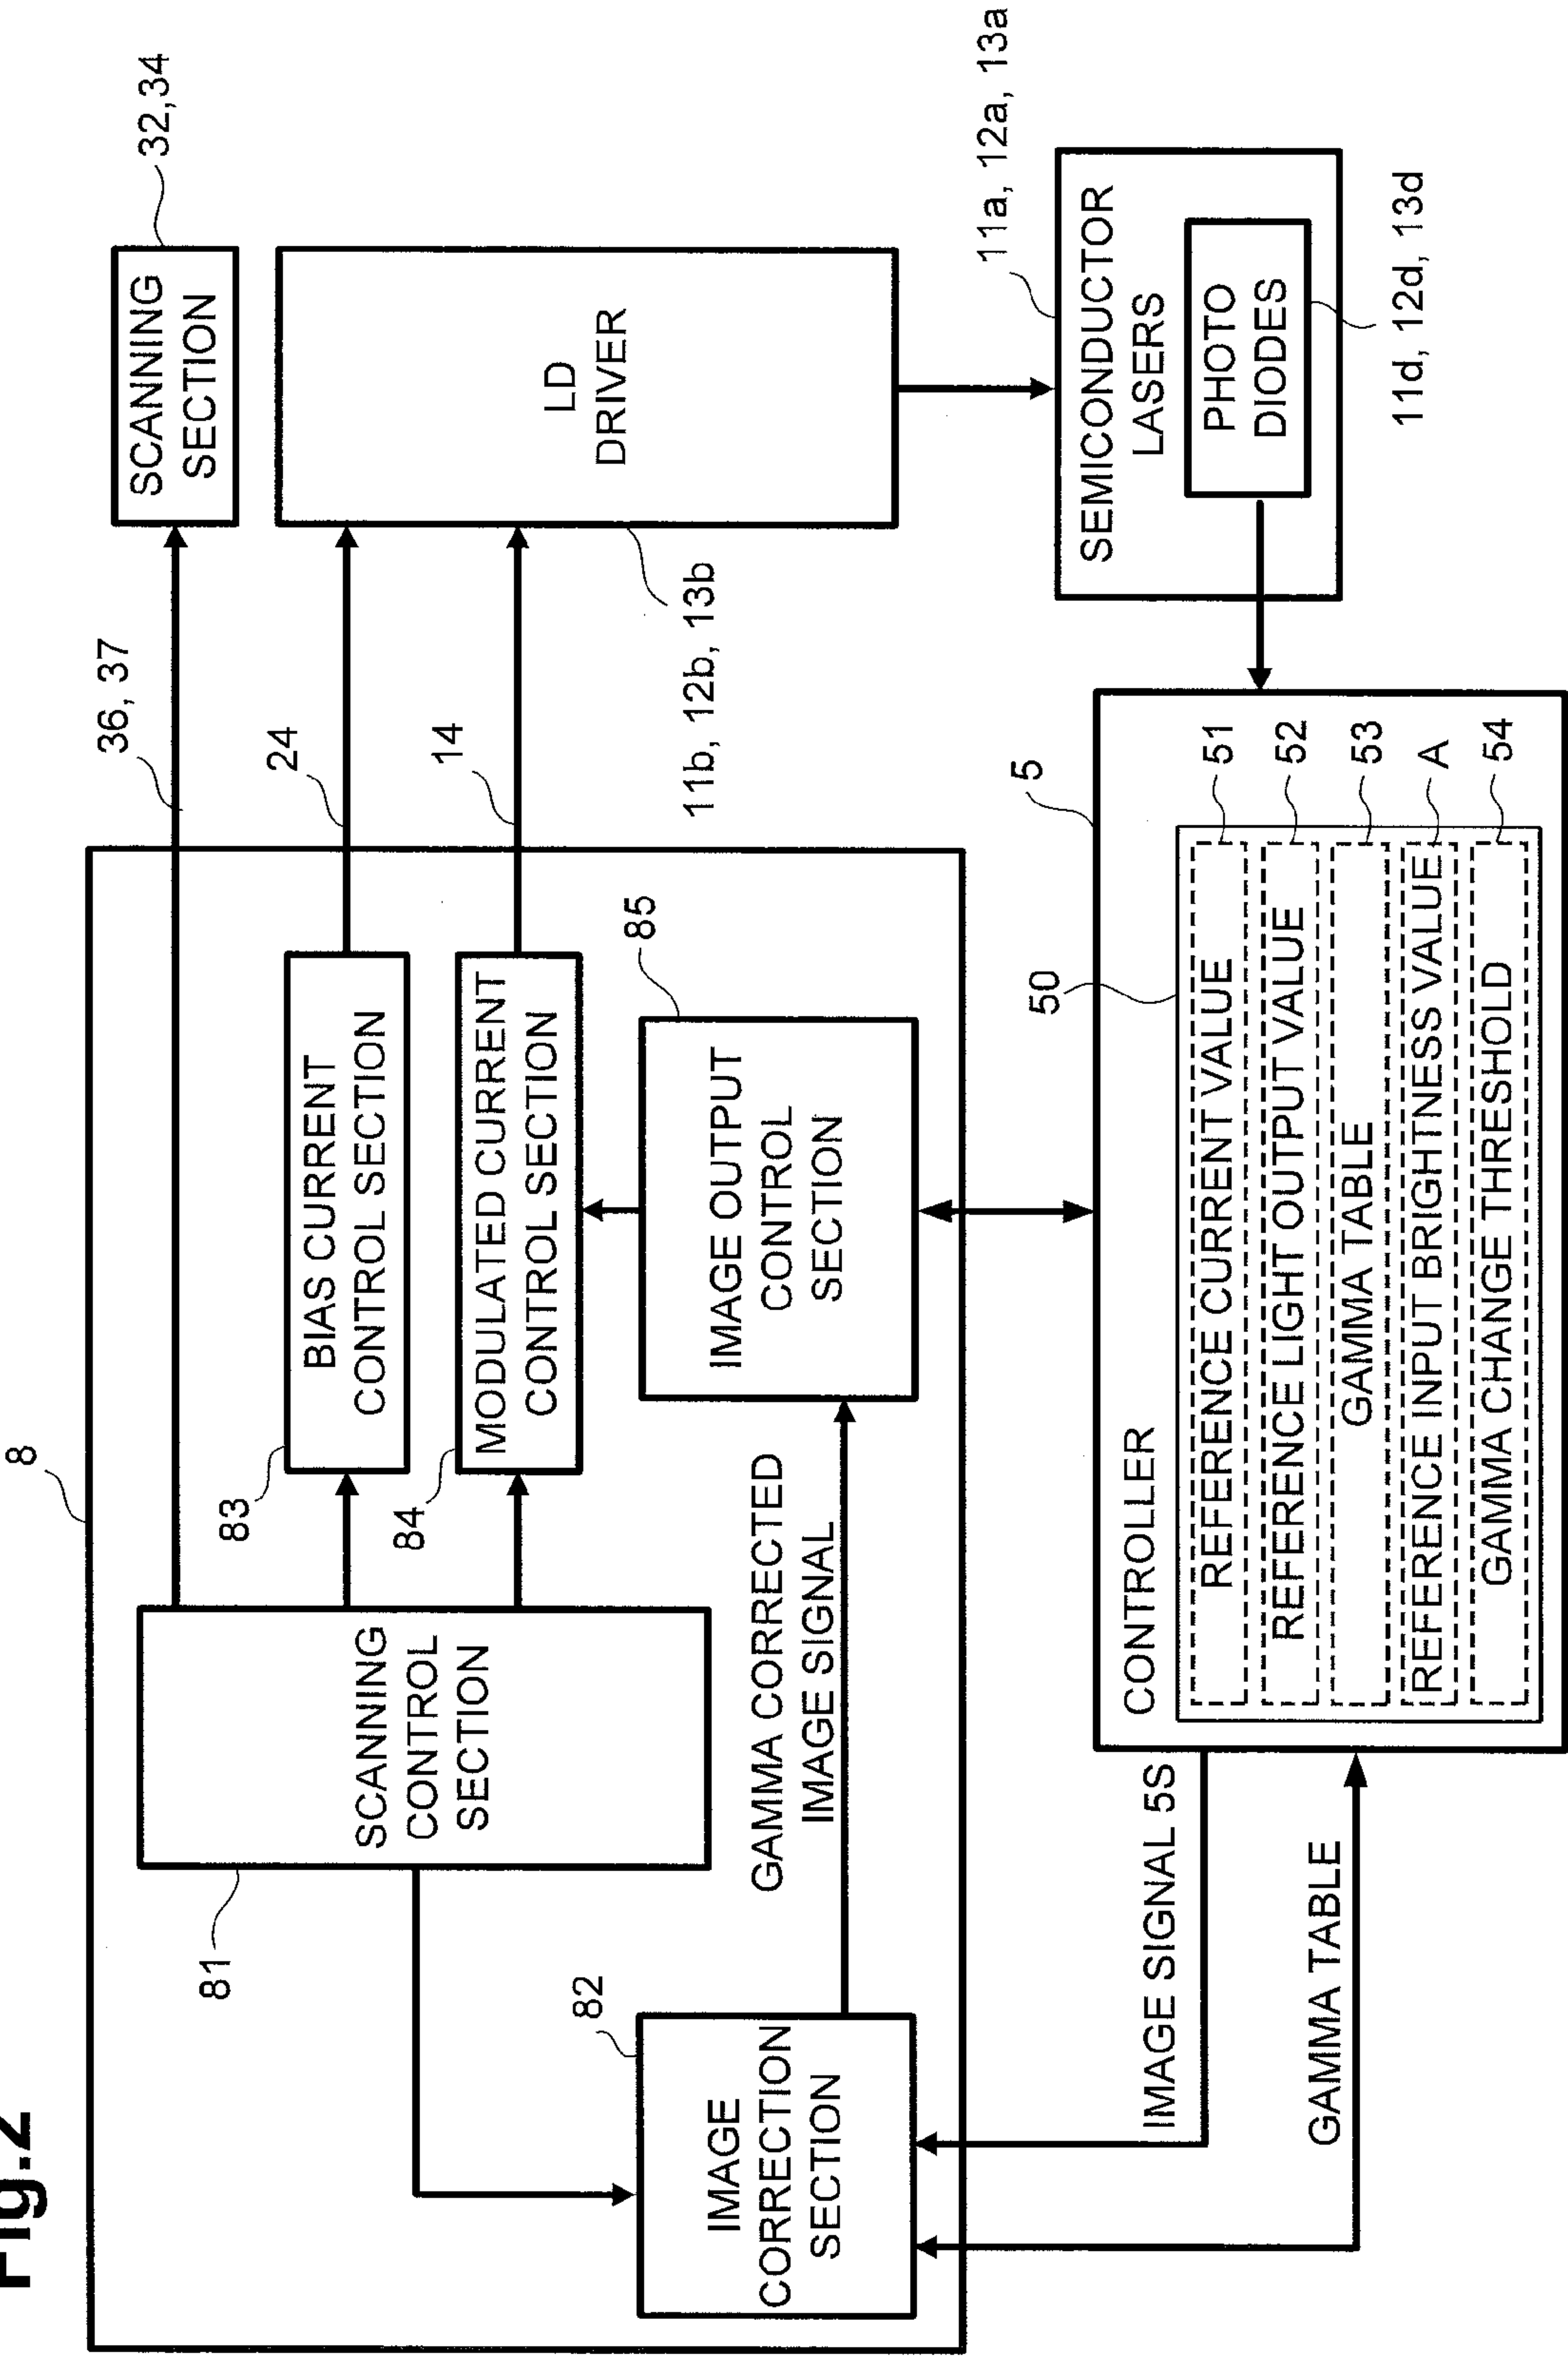 Fig.2
8
36, 37
32,34
SCANNING
SECTION
81
SCANNING
CONTROL
SECTION
83
BIAS CURRENT
CONTROL SECTION
24
84
MODULATED CURRENT
CONTROL SECTION
14
LD
DRIVER
11b, 12b, 13b
82
IMAGE
CORRECTION
SECTION
GAMMA CORRECTED
IMAGE SIGNAL
85
IMAGE OUTPUT
CONTROL
SECTION
11a, 12a, 13a
SEMICONDUCTOR
LASERS
PHOTO
DIODES
11d, 12d, 13d
IMAGE SIGNAL 5S
GAMMA TABLE
5
CONTROLLER
50
REFERENCE CURRENT VALUE
51
REFERENCE LIGHT OUTPUT VALUE
52
GAMMA TABLE
53
REFERENCE INPUT BRIGHTNESS VALUE
A
GAMMA CHANGE THRESHOLD
54